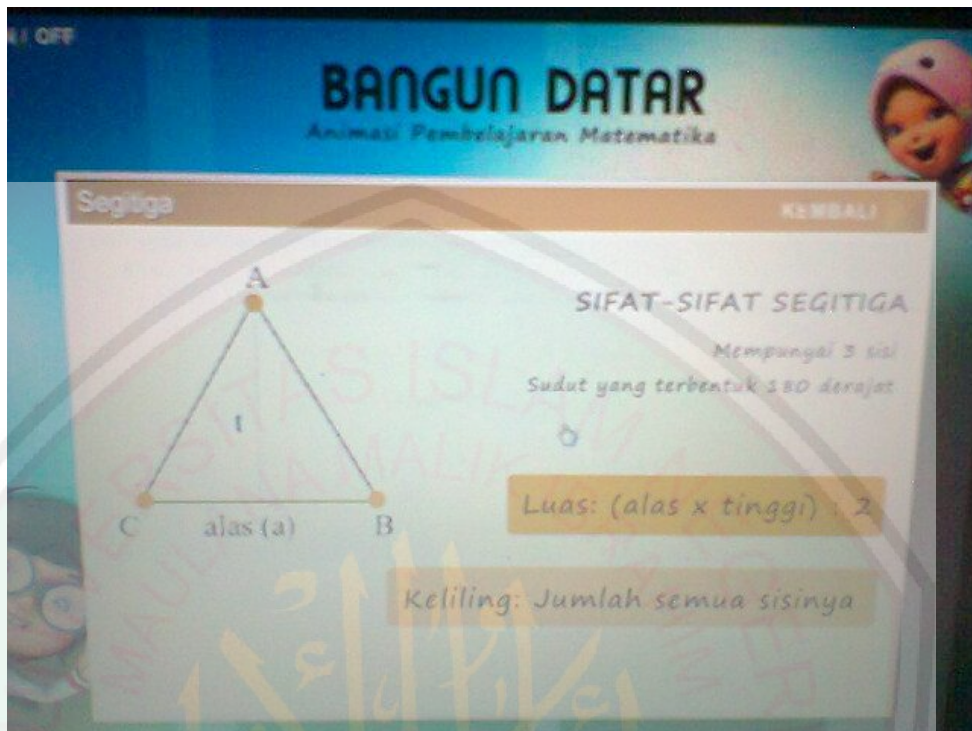 OFF
BANGUN DATAR
Animasi Pembelajaran Matematika
Segitiga
KEMBALI
A
t
C
alas (a)
B
SIFAT-SIFAT SEGITIGA
Mempunyai 3 sisi
Sudut yang terbentuk 180 derajat
Luas: (alas x tinggi) : 2
Keliling: Jumlah semua sisinya